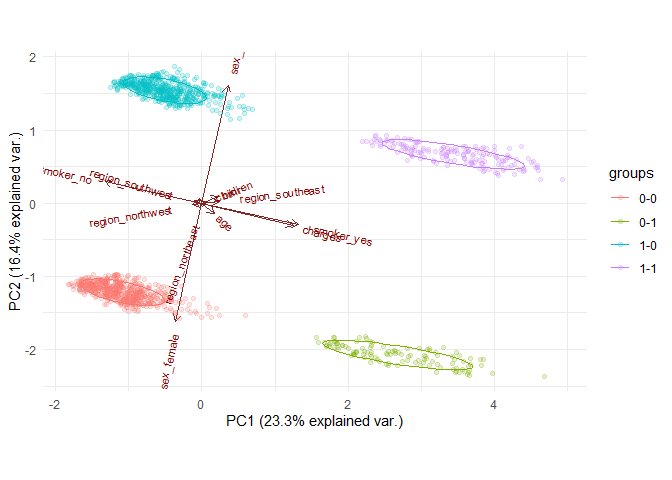 2
1
0
-1
-2
-2
0
2
4
PC1 (23.3% explained var.)
PC2 (16.4% explained var.)
sex_
moker_no
region_southwest
region_northwest
children
region_southeast
age
charges
smoker_yes
region_northeast
sex_female
groups
0-0
0-1
1-0
1-1